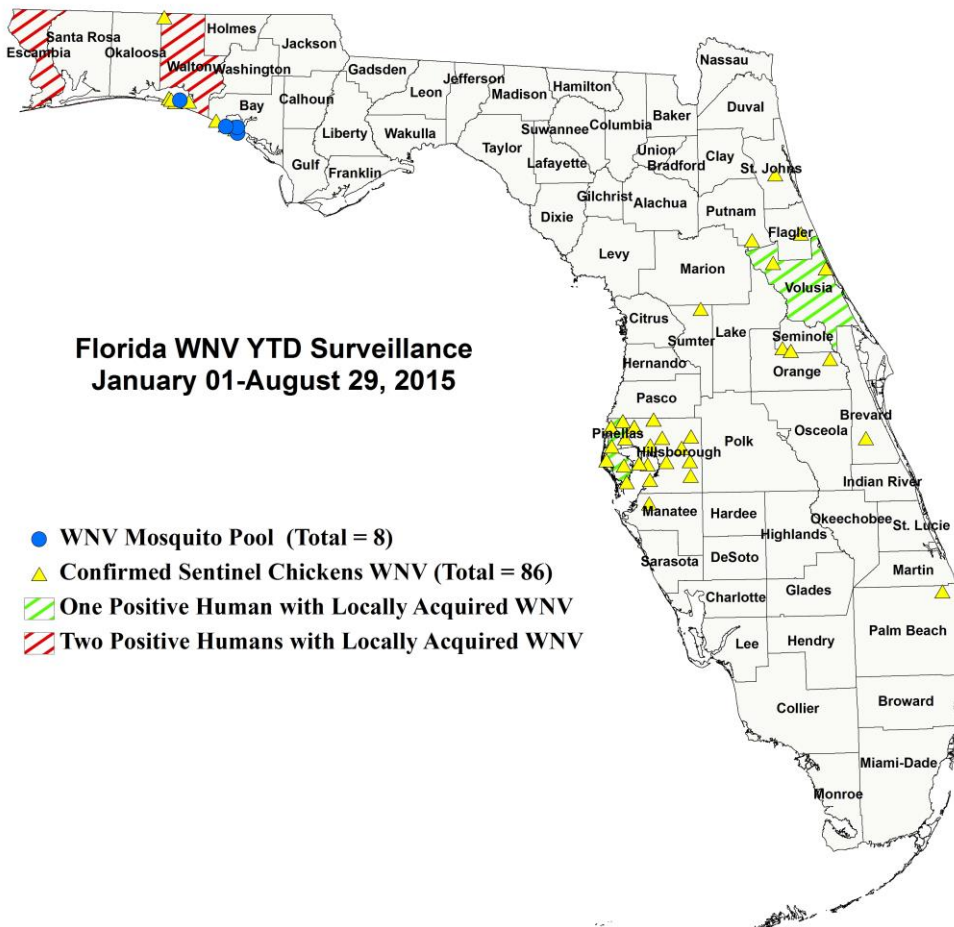 Holmes
Jackson
Santa Rosa
Escambia
Okaloosa
Walton
Washington
Gadsden
Nassau
Jefferson
Hamilton
Leon
Madison
Calhoun
Bay
Duval
Baker
Columbia
Suwannee
Liberty
Wakulla
Taylor
Union
Clay
Bradford
Lafayette
St. Johns
Gulf
Franklin
Gilchrist
Alachua
Putnam
Dixie
Flagler
Levy
Marion
Volusia
Citrus
Lake
Sumter
Seminole
Florida WNV YTD Surveillance
January 01-August 29, 2015
Hernando
Orange
Pasco
Brevard
Osceola
Pinellas
Polk
Hillsborough
Indian River
Manatee
Hardee
Okeechobee
Highlands
St. Lucie
Sarasota
DeSoto
Martin
Charlotte
Glades
Palm Beach
Lee
Hendry
Collier
Broward
Miami-Dade
Monroe
WNV Mosquito Pool (Total = 8)
Confirmed Sentinel Chickens WNV (Total = 86)
One Positive Human with Locally Acquired WNV
Two Positive Humans with Locally Acquired WNV